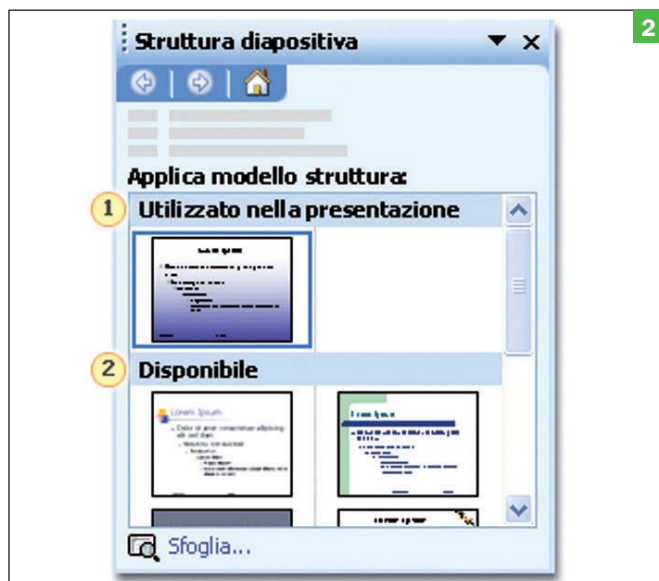 2
Struttura diapositiva
Applica modello struttura:
1 Utilizzato nella presentazione
2 Disponibile
Lorem Ipsum
Sfoglia...